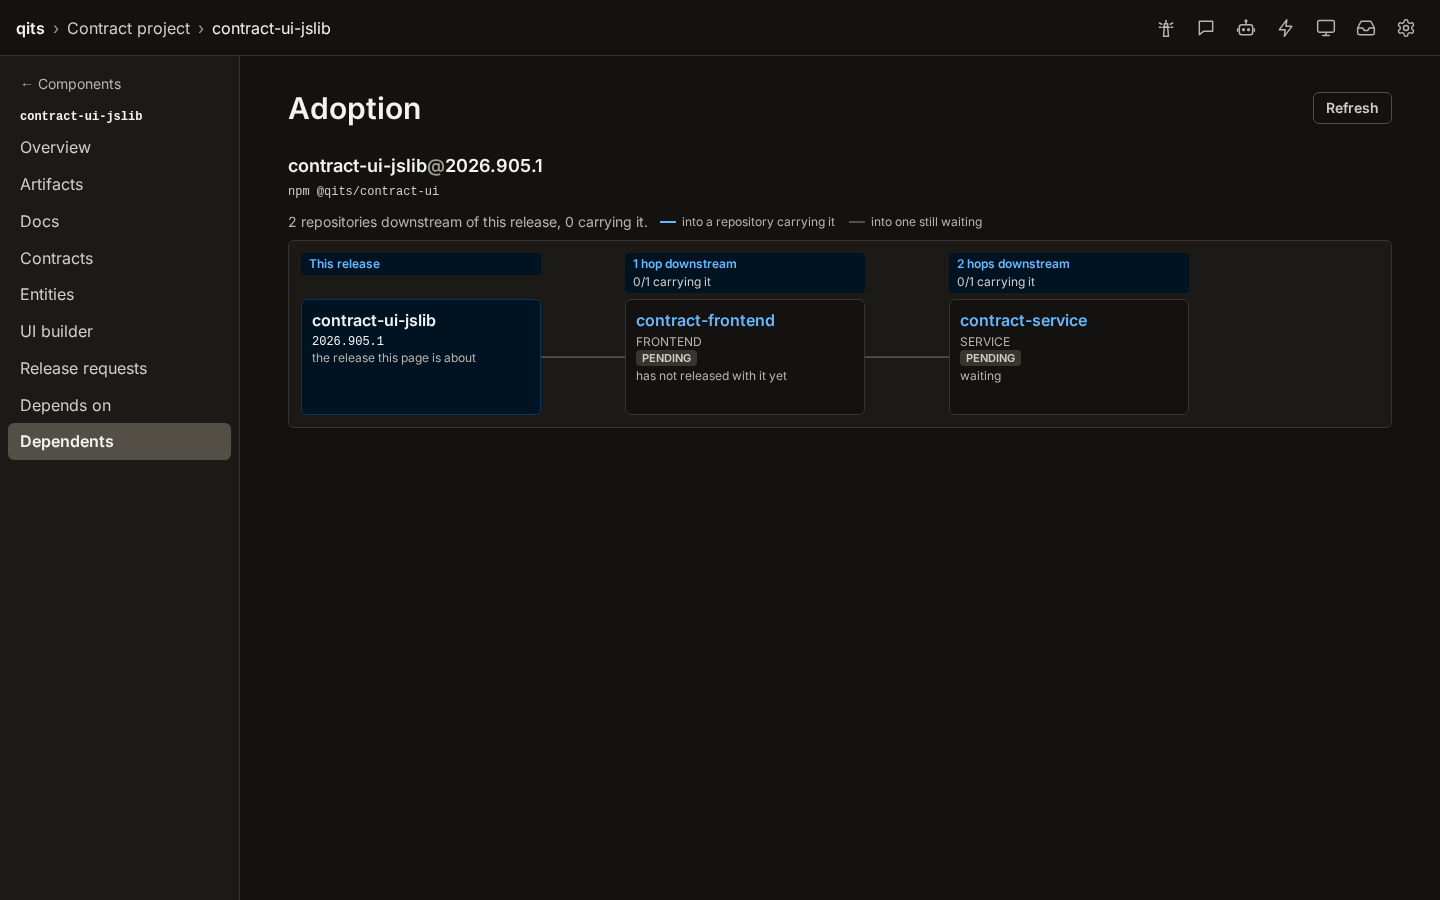 qits › Contract project › contract-ui-jslib
← Components
contract-ui-jslib
Overview
Artifacts
Docs
Contracts
Entities
UI builder
Release requests
Depends on
Dependents
Adoption
Refresh
contract-ui-jslib@2026.905.1
npm @qits/contract-ui
2 repositories downstream of this release, 0 carrying it.
into a repository carrying it
into one still waiting
This release
contract-ui-jslib
2026.905.1
the release this page is about
1 hop downstream
0/1 carrying it
contract-frontend
FRONTEND
PENDING
has not released with it yet
2 hops downstream
0/1 carrying it
contract-service
SERVICE
PENDING
waiting